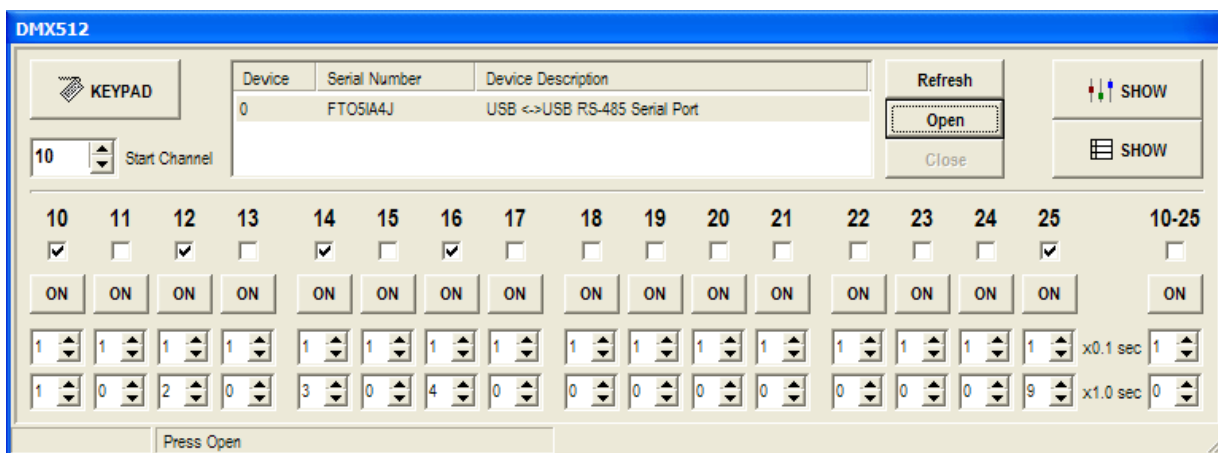 DMX512
KEYPAD
Device Serial Number Device Description
0 FTO5IA4J USB <->USB RS-485 Serial Port
Refresh
Open
Close
SHOW
SHOW
10 Start Channel
10 11 12 13 14 15 16 17 18 19 20 21 22 23 24 25 10-25
ON ON ON ON ON ON ON ON ON ON ON ON ON ON ON ON ON
1 1 1 1 1 1 1 1 1 1 1 1 1 1 1 1 x0.1 sec 1
1 0 2 0 3 0 4 0 0 0 0 0 0 0 0 9 x1.0 sec 0
Press Open